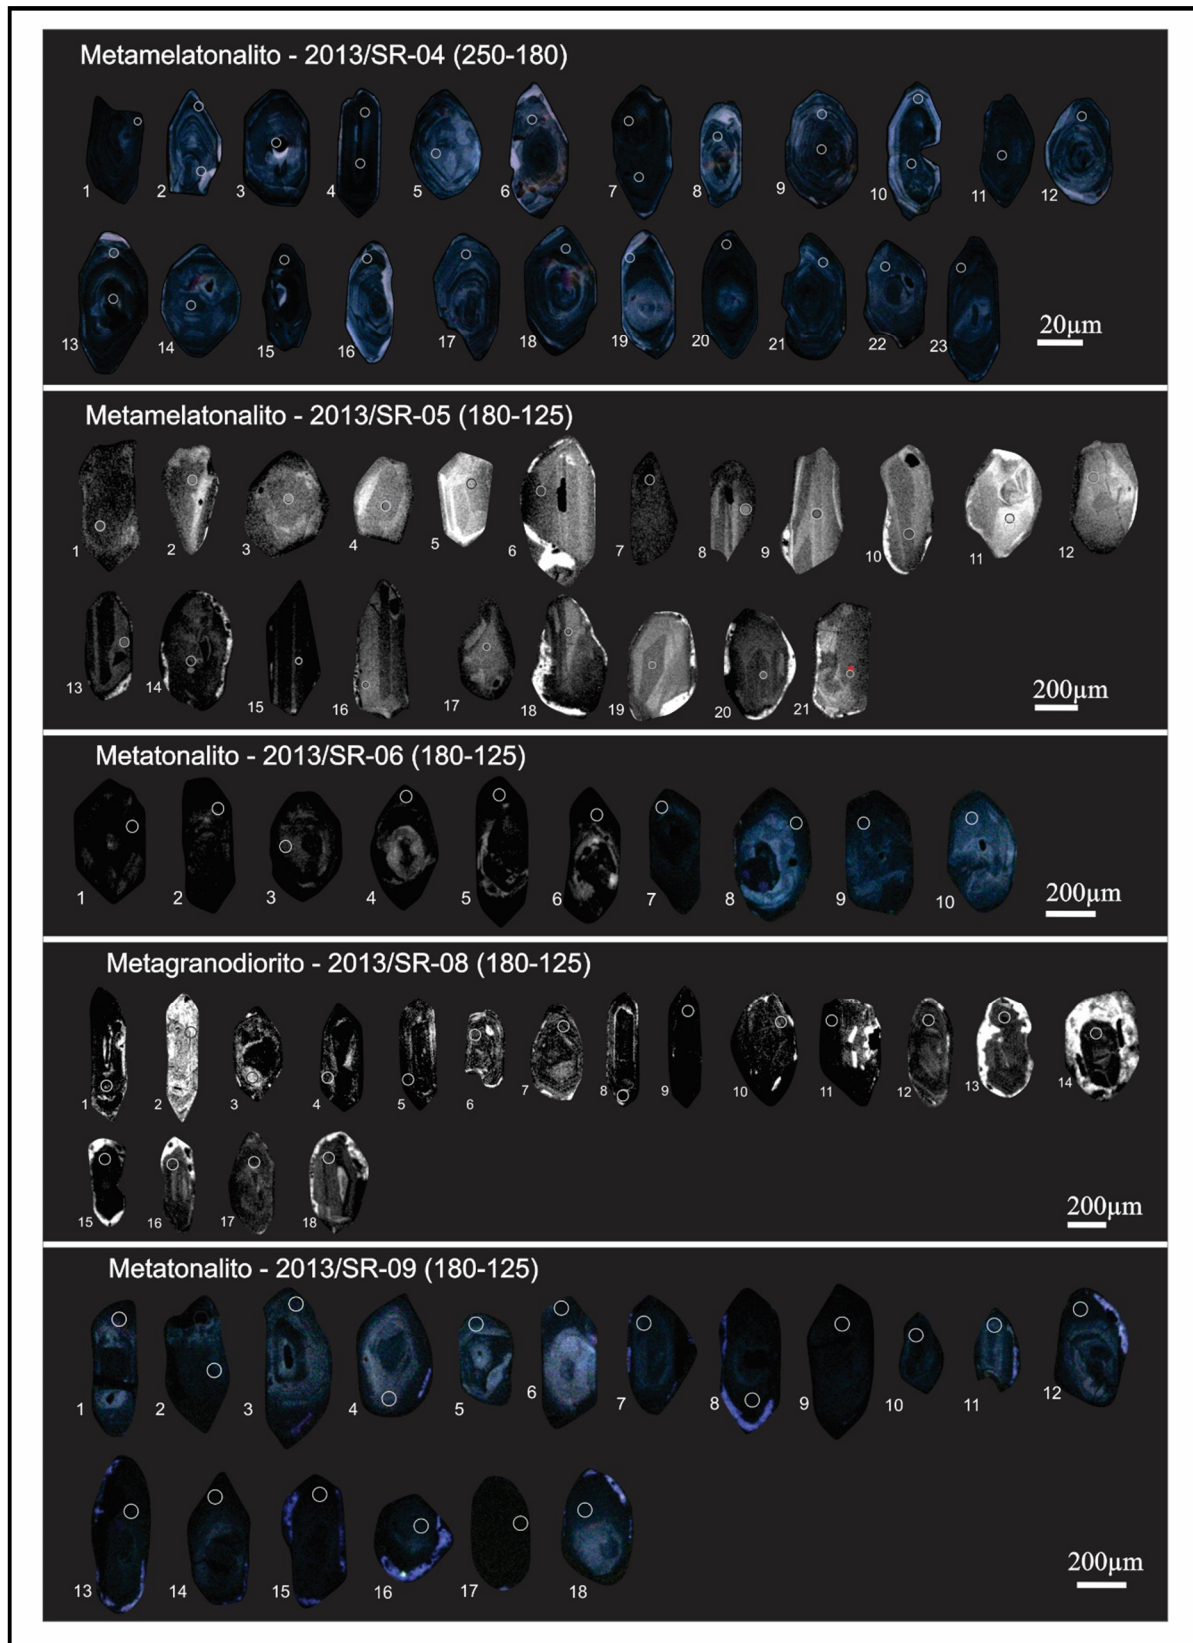 Metamelatonalito - 2013/SR-04 (250-180)
1 2 3 4 5 6 7 8 9 10 11 12
13 14 15 16 17 18 19 20 21 22 23
20µm
Metamelatonalito - 2013/SR-05 (180-125)
1 2 3 4 5 6 7 8 9 10 11 12
13 14 15 16 17 18 19 20 21
200µm
Metatonalito - 2013/SR-06 (180-125)
1 2 3 4 5 6 7 8 9 10
200µm
Metagranodiorito - 2013/SR-08 (180-125)
1 2 3 4 5 6 7 8 9 10 11 12 13 14
15 16 17 18
200µm
Metatonalito - 2013/SR-09 (180-125)
1 2 3 4 5 6 7 8 9 10 11 12
13 14 15 16 17 18
200µm